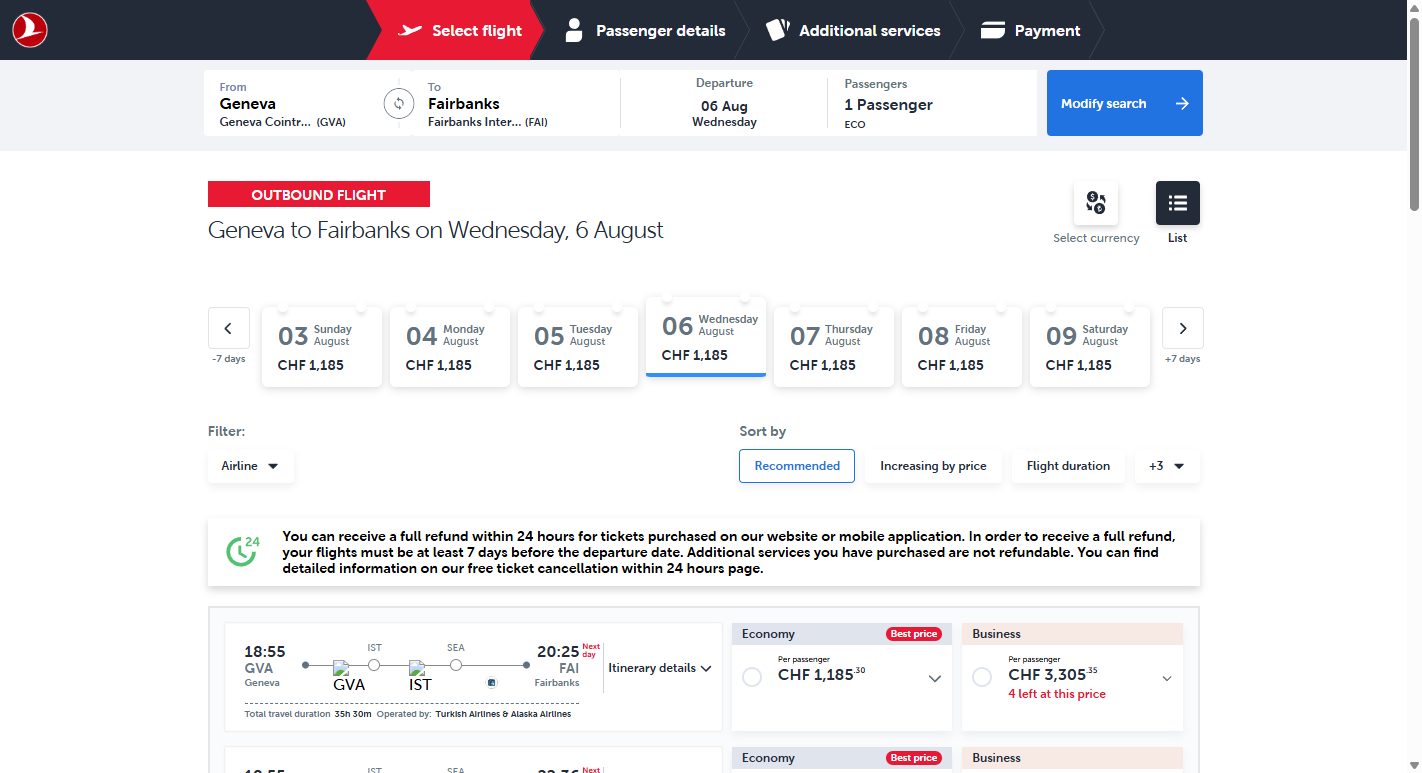 Select flight
Passenger details
Additional services
Payment
From
Geneva
Geneva Cointr... (GVA)
To
Fairbanks
Fairbanks Inter... (FAI)
Departure
06 Aug
Wednesday
Passengers
1 Passenger
ECO
Modify search
OUTBOUND FLIGHT
Geneva to Fairbanks on Wednesday, 6 August
Select currency
List
-7 days
03 Sunday August
CHF 1,185
04 Monday August
CHF 1,185
05 Tuesday August
CHF 1,185
06 Wednesday August
CHF 1,185
07 Thursday August
CHF 1,185
08 Friday August
CHF 1,185
09 Saturday August
CHF 1,185
+7 days
Filter:
Airline
Sort by
Recommended
Increasing by price
Flight duration
+3
24
You can receive a full refund within 24 hours for tickets purchased on our website or mobile application. In order to receive a full refund,
your flights must be at least 7 days before the departure date. Additional services you have purchased are not refundable. You can find
detailed information on our free ticket cancellation within 24 hours page.
18:55
GVA
Geneva
IST
SEA
GVA
IST
20:25 Next day
FAI
Fairbanks
Itinerary details
Total travel duration 35h 30m Operated by: Turkish Airlines & Alaska Airlines
Economy
Best price
Per passenger
CHF 1,185.30
Business
Per passenger
CHF 3,305.35
4 left at this price
IST
SEA
Next
Economy
Best price
Business